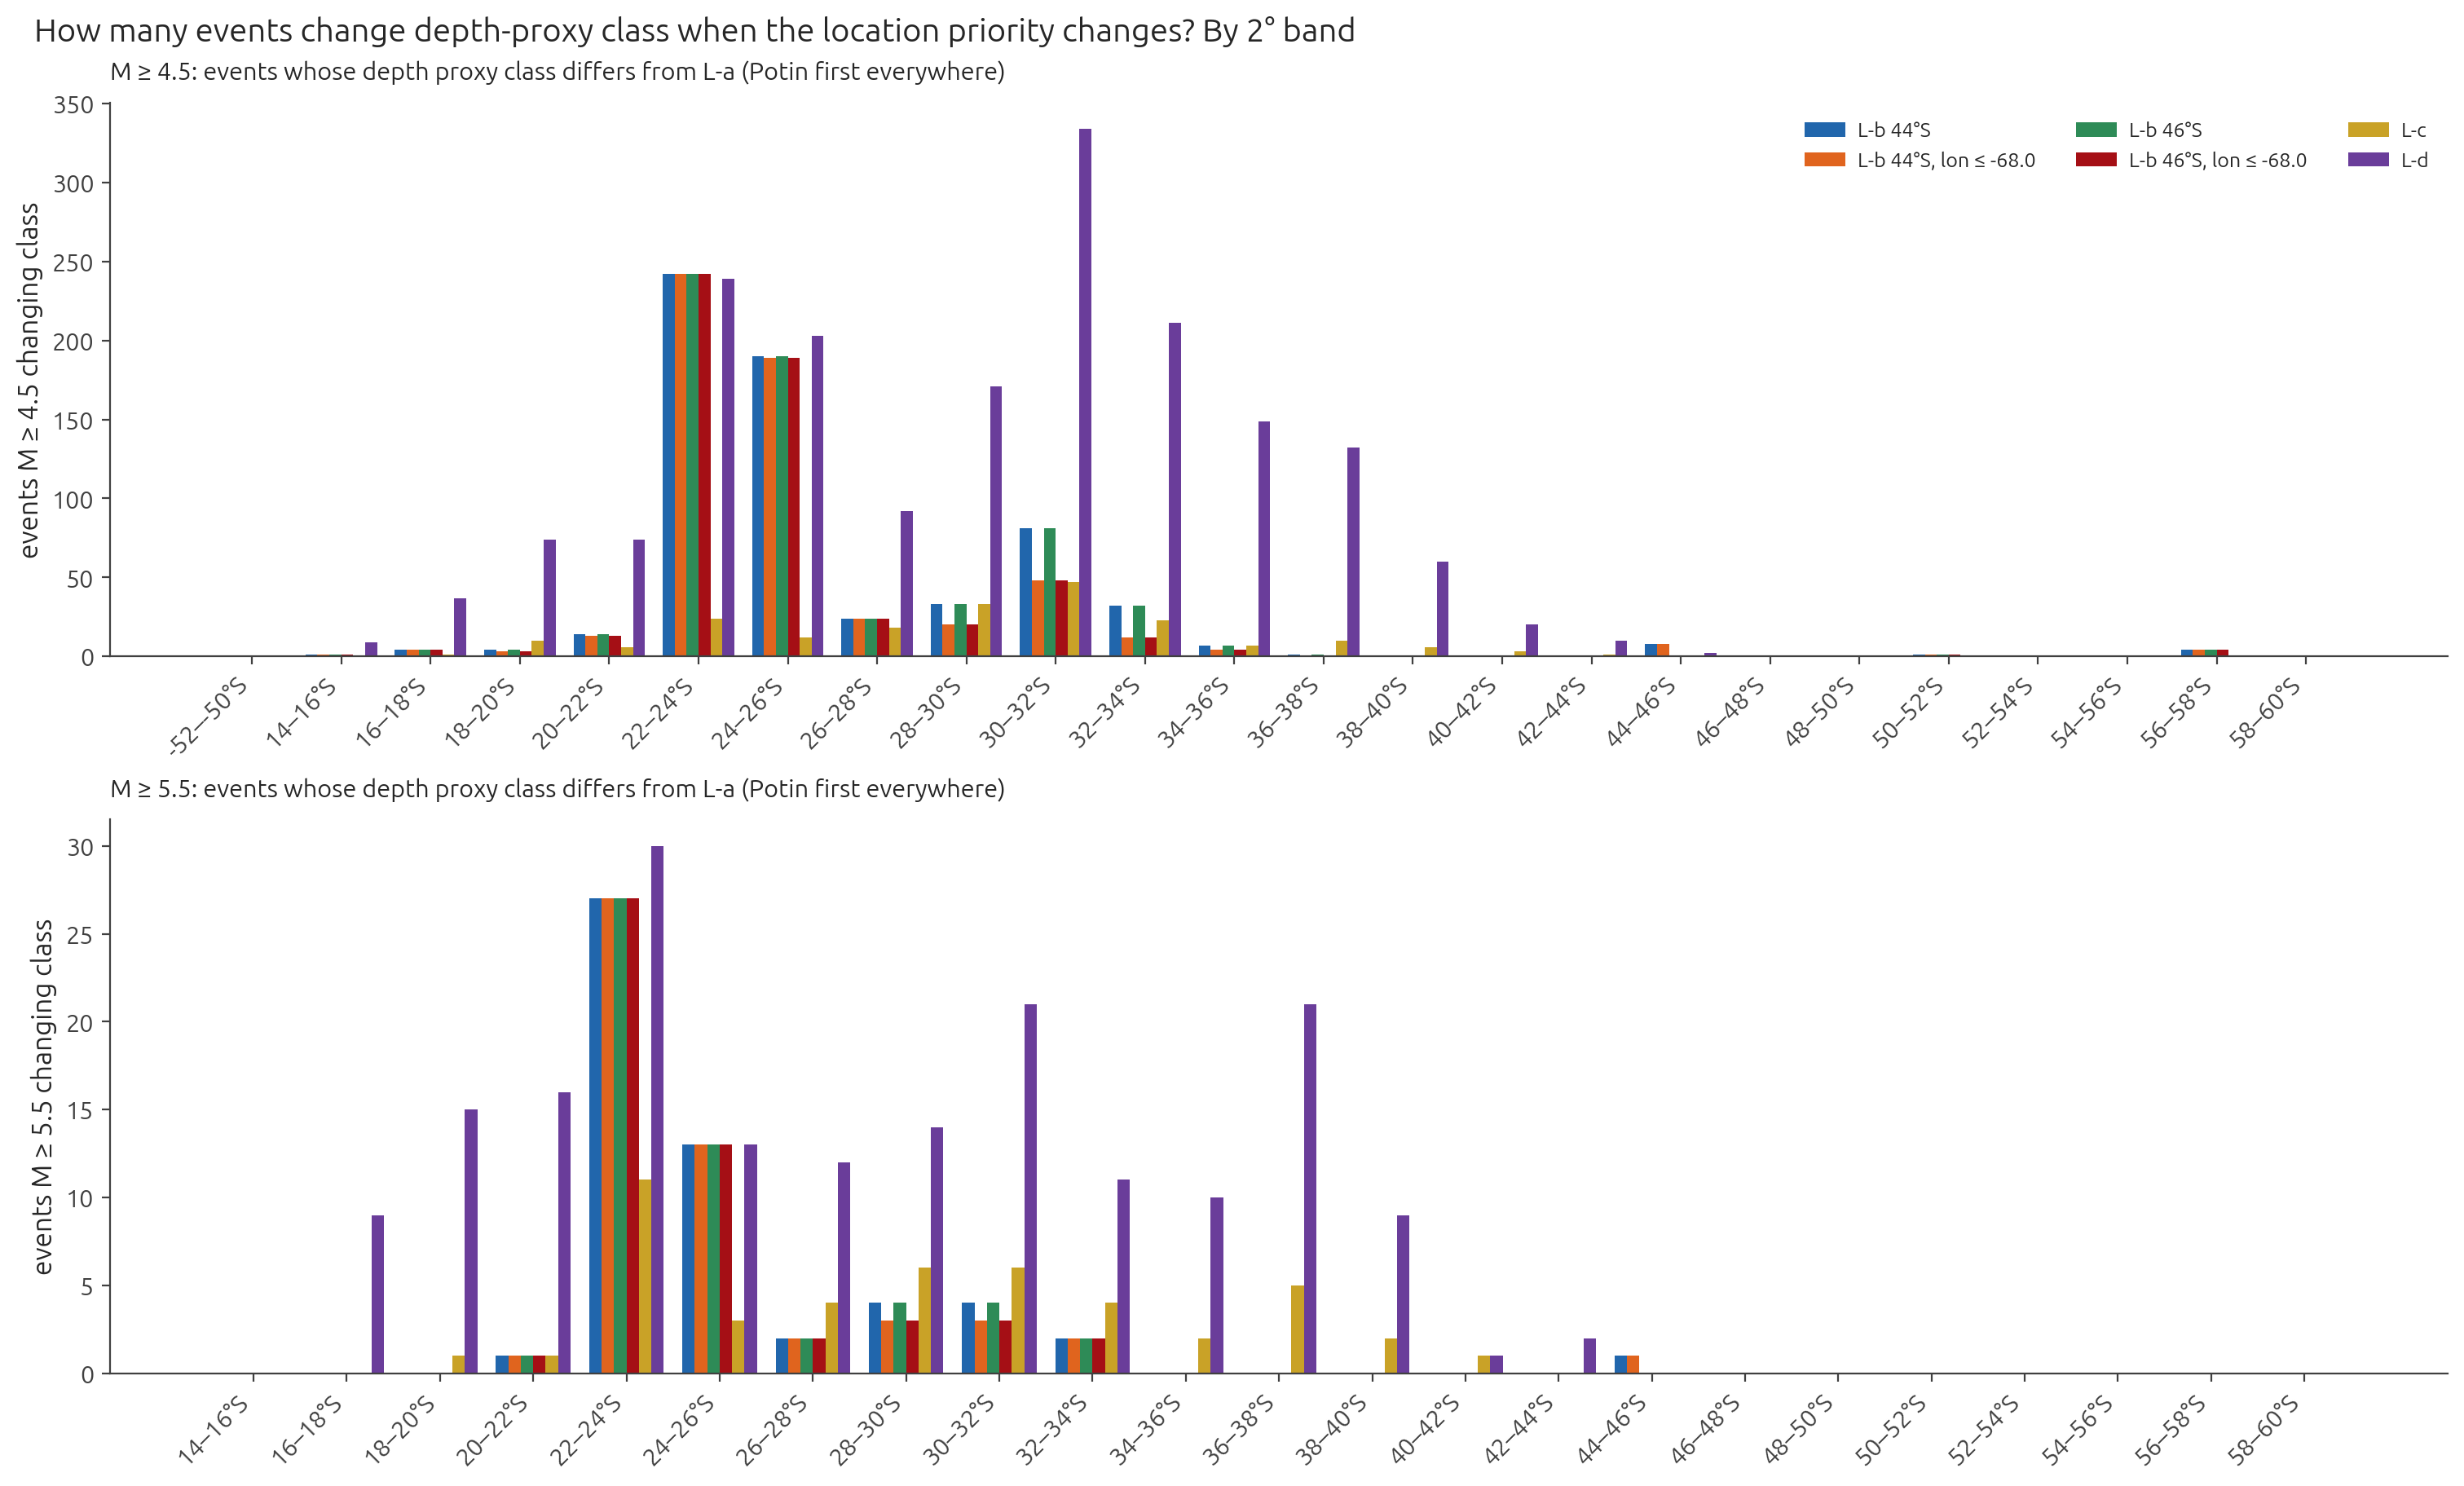 How many events change depth-proxy class when the location priority changes? By 2° band
M ≥ 4.5: events whose depth proxy class differs from L-a (Potin first everywhere)
events M ≥ 4.5 changing class
350
300
250
200
150
100
50
0
L-b 44°S
L-b 44°S, lon ≤ -68.0
L-b 46°S
L-b 46°S, lon ≤ -68.0
L-c
L-d
-52–-50°S
14–16°S
16–18°S
18–20°S
20–22°S
22–24°S
24–26°S
26–28°S
28–30°S
30–32°S
32–34°S
34–36°S
36–38°S
38–40°S
40–42°S
42–44°S
44–46°S
46–48°S
48–50°S
50–52°S
52–54°S
54–56°S
56–58°S
58–60°S
M ≥ 5.5: events whose depth proxy class differs from L-a (Potin first everywhere)
events M ≥ 5.5 changing class
30
25
20
15
10
5
0
14–16°S
16–18°S
18–20°S
20–22°S
22–24°S
24–26°S
26–28°S
28–30°S
30–32°S
32–34°S
34–36°S
36–38°S
38–40°S
40–42°S
42–44°S
44–46°S
46–48°S
48–50°S
50–52°S
52–54°S
54–56°S
56–58°S
58–60°S